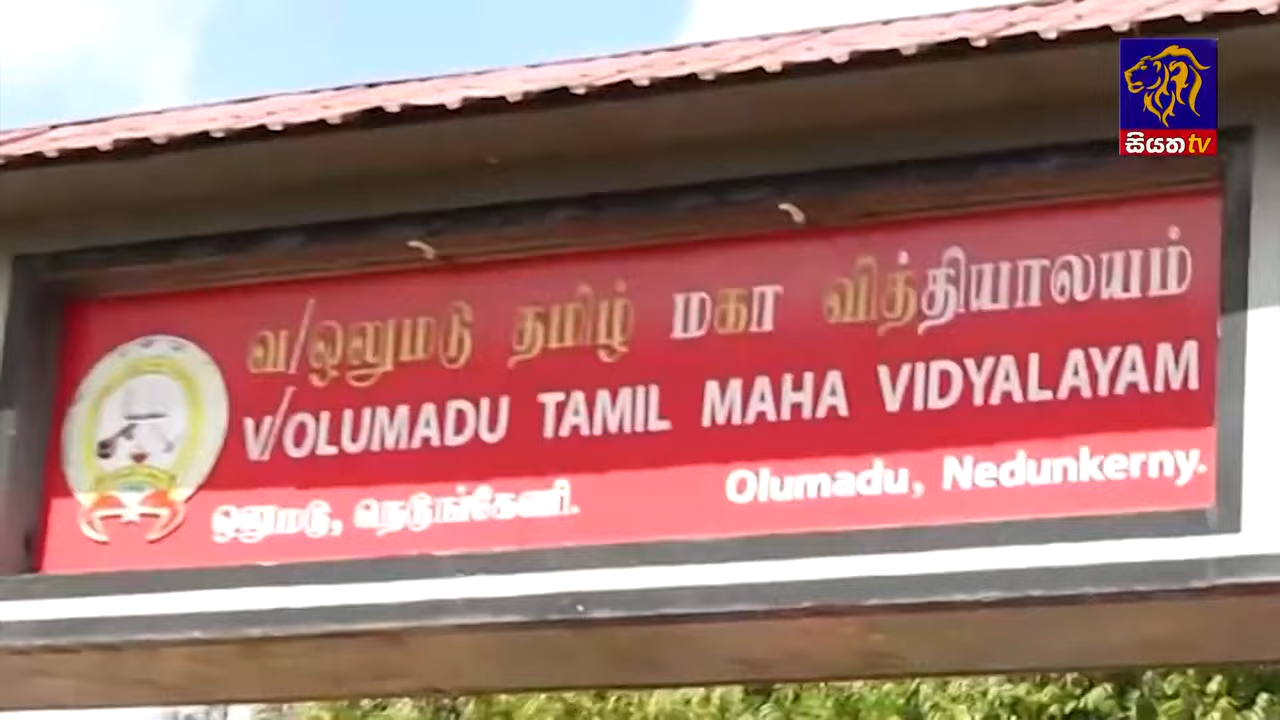 සියත tv
வ/ஒலுமடு தமிழ் மகா வித்தியாலயம்
V/OLUMADU TAMIL MAHA VIDYALAYAM
ஒலுமடு, நெடுங்கேணி. Olumadu, Nedunkerny.